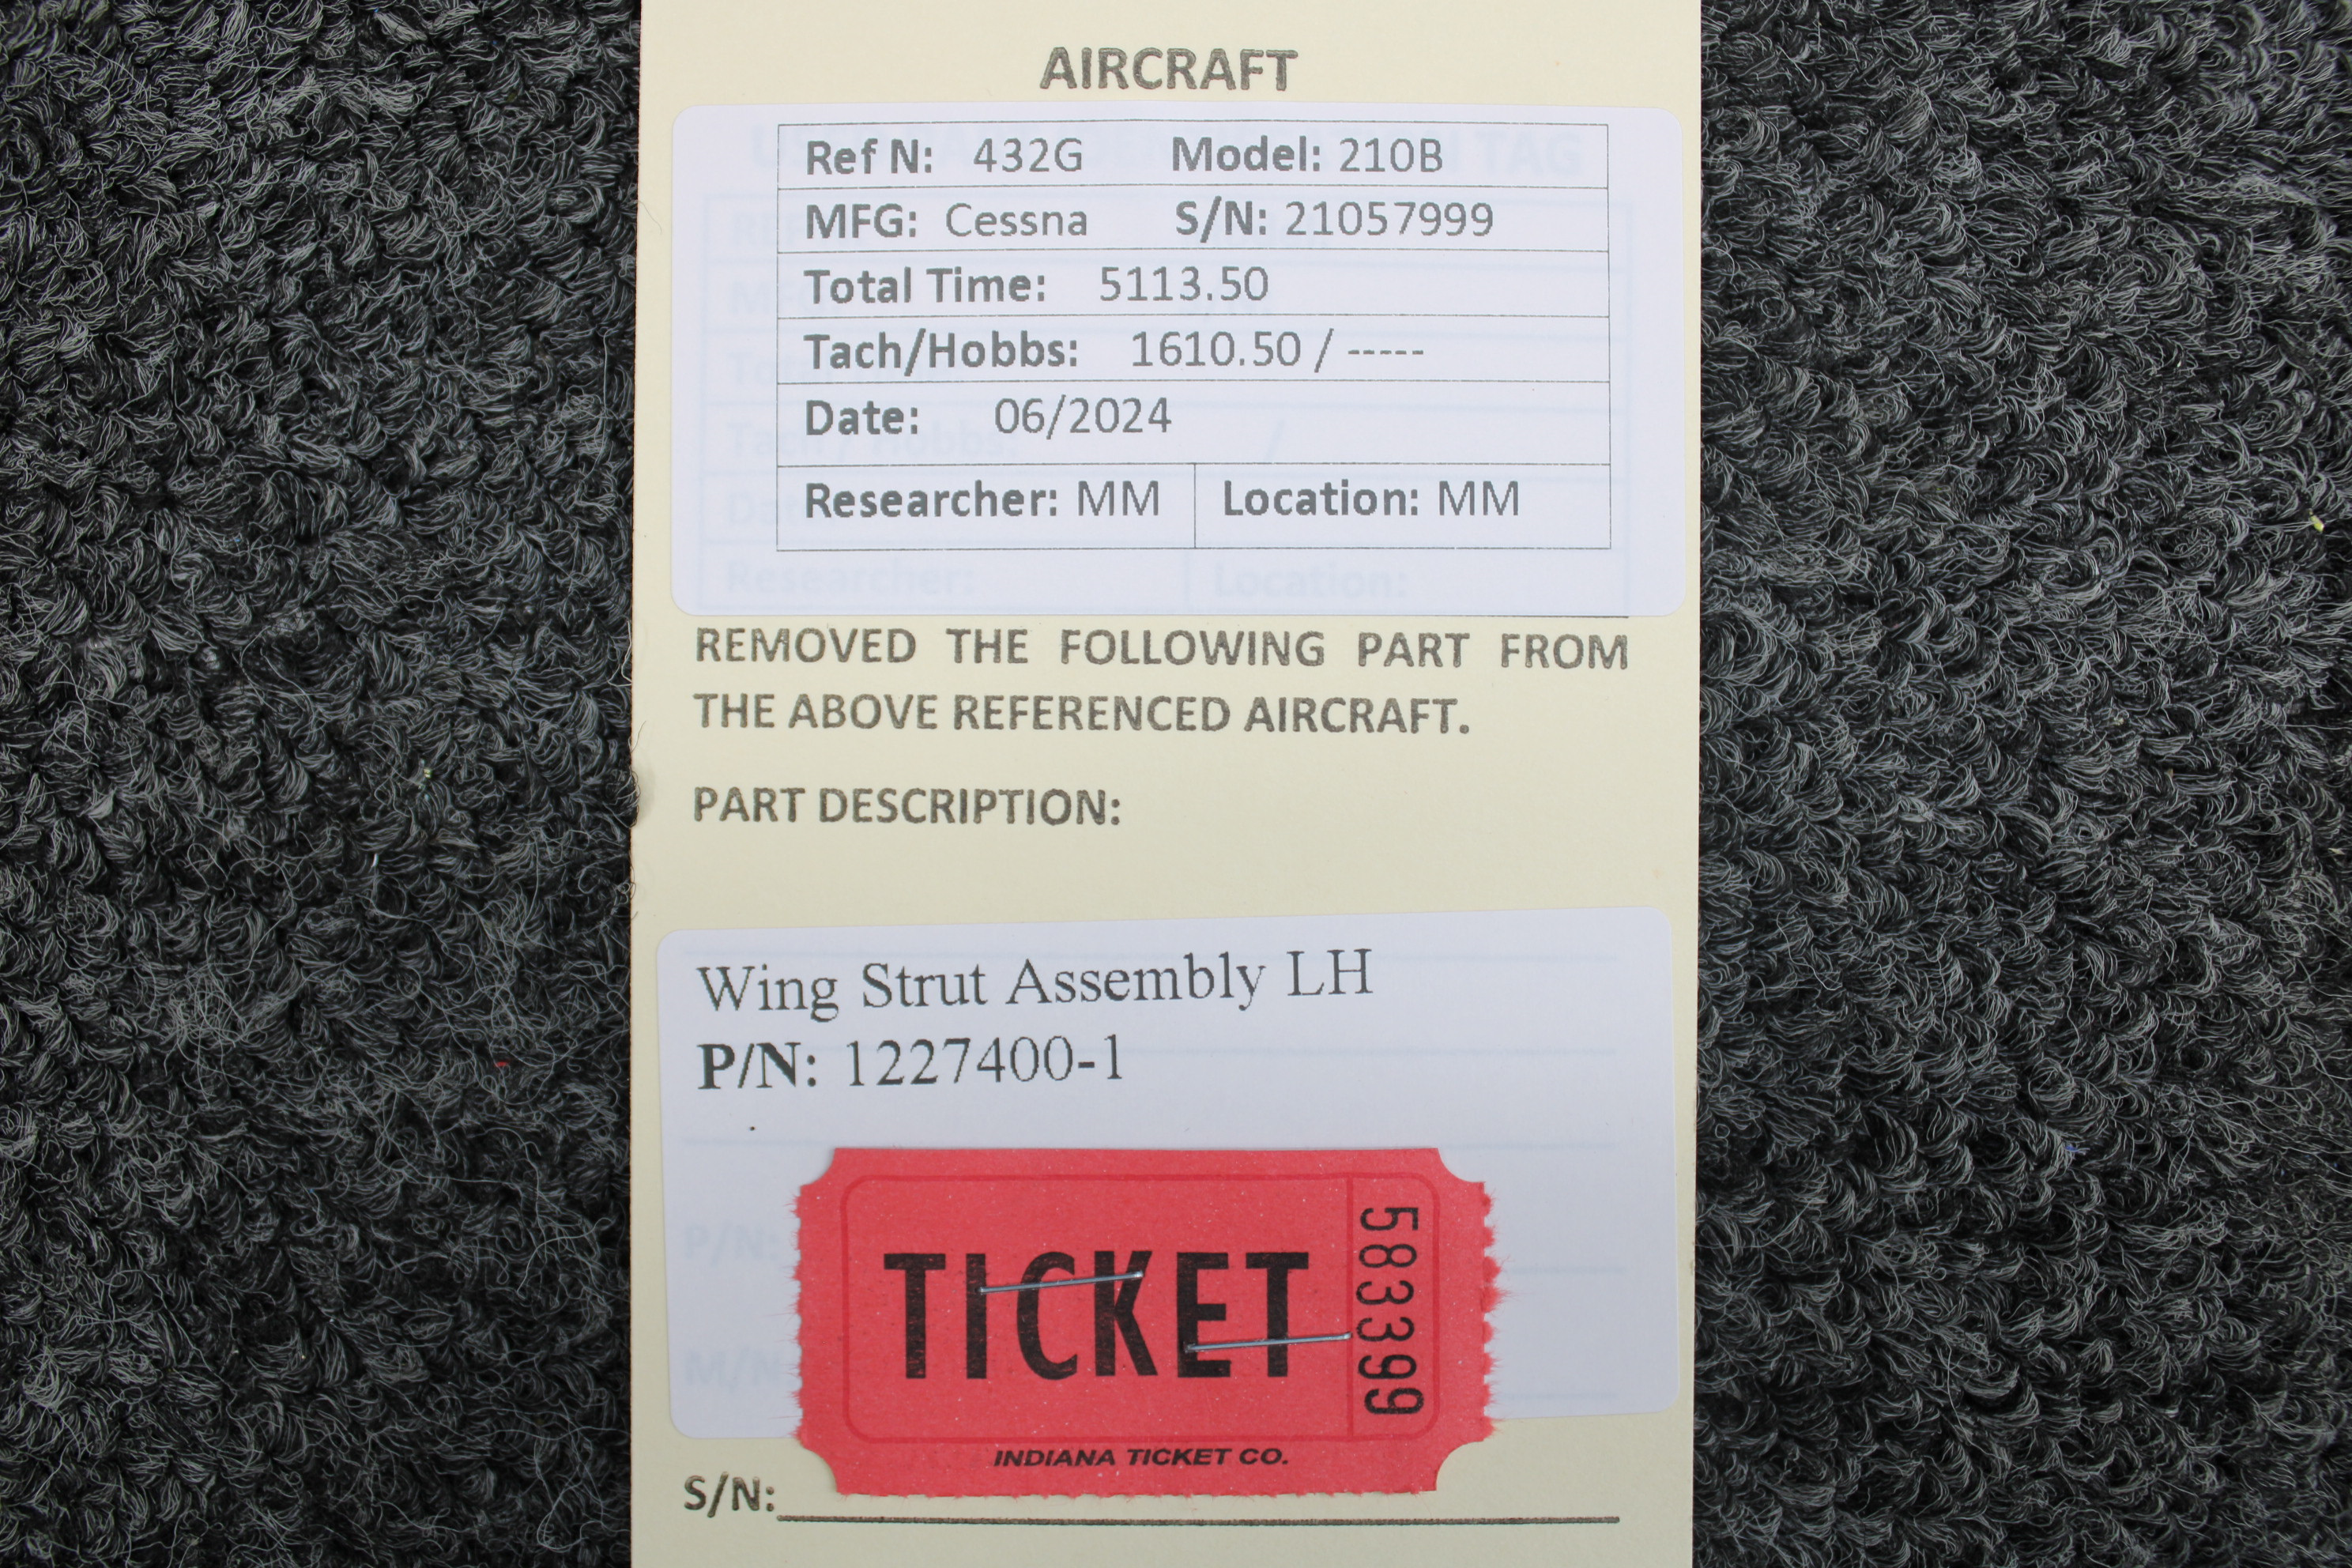 AIRCRAFT
Ref N: 432G Model: 210B
MFG: Cessna S/N: 21057999
Total Time: 5113.50
Tach/Hobbs: 1610.50 / -----
Date: 06/2024
Researcher: MM Location: MM
REMOVED THE FOLLOWING PART FROM
THE ABOVE REFERENCED AIRCRAFT.
PART DESCRIPTION:
Wing Strut Assembly LH
P/N: 1227400-1
P/N:
M/N
TICKET
583399
INDIANA TICKET CO.
S/N: